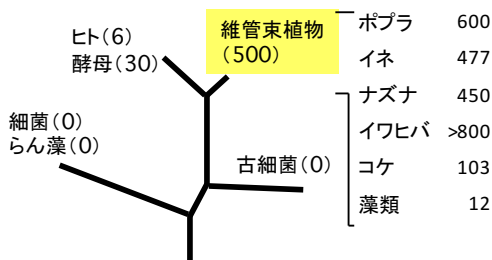 ヒト(6)
酵母(30)
維管束植物
(500)
細菌(0)
らん藻(0)
古細菌(0)
ポプラ 600
イネ 477
ナズナ 450
イワヒバ >800
コケ 103
藻類 12